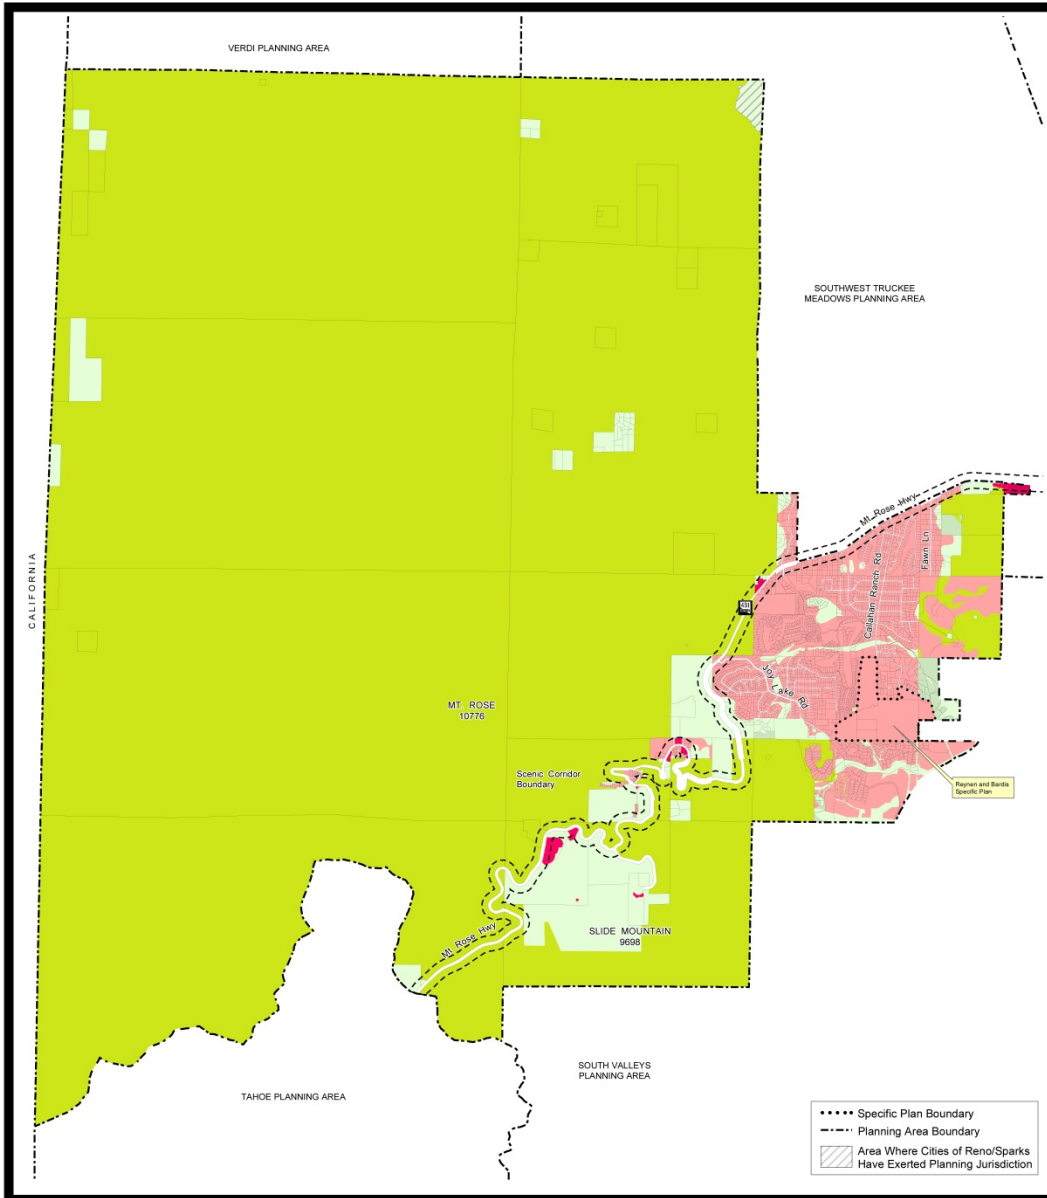 VERDI PLANNING AREA
SOUTHWEST TRUCKEE
MEADOWS PLANNING AREA
CALIFORNIA
Mt Rose Hwy
Fawn Ln
Callahan Ranch Rd
431
Joy Lake Rd
MT ROSE
10776
Scenic Corridor
Boundary
Reynen and Bardis
Specific Plan
SLIDE MOUNTAIN
9698
Mt Rose Hwy
SOUTH VALLEYS
PLANNING AREA
TAHOE PLANNING AREA
Specific Plan Boundary
Planning Area Boundary
Area Where Cities of Reno/Sparks
Have Exerted Planning Jurisdiction